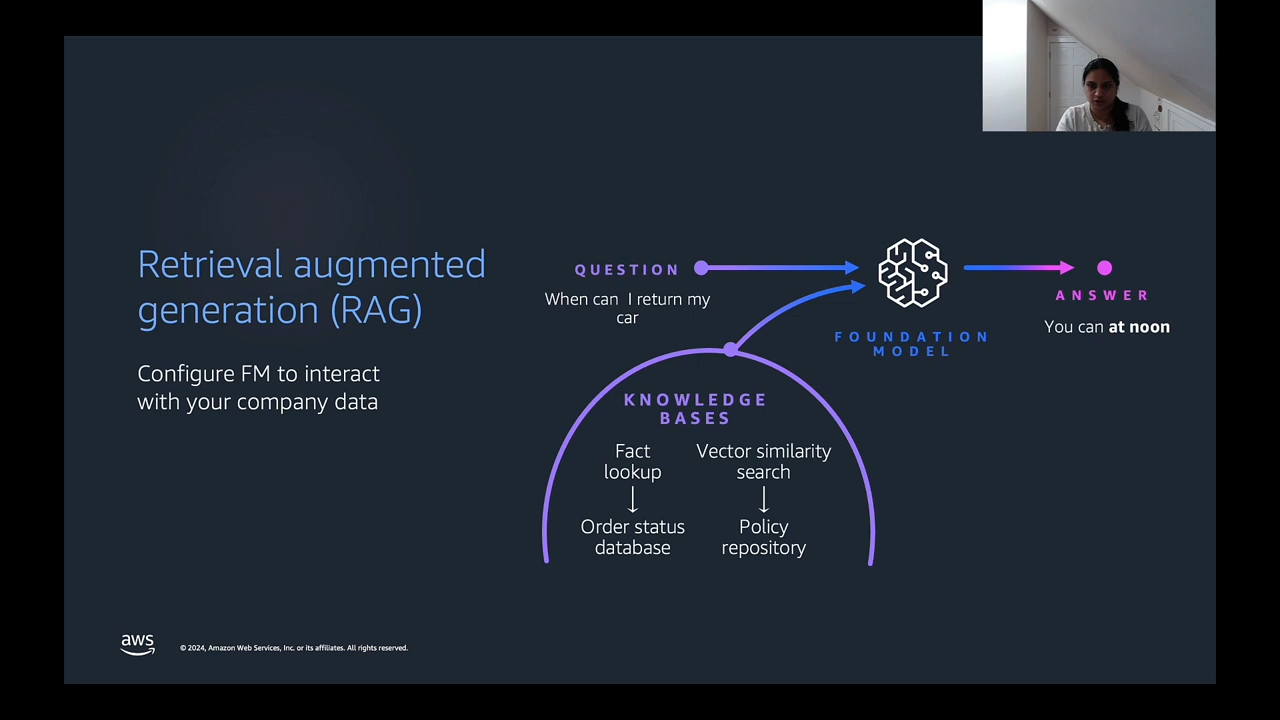 Retrieval augmented
generation (RAG)
Configure FM to interact
with your company data
QUESTION
When can  I return my
car
FOUNDATION
MODEL
ANSWER
You can at noon
KNOWLEDGE
BASES
Fact
lookup
Order status
database
Vector similarity
search
Policy
repository
aws
© 2024, Amazon Web Services, Inc. or its affiliates. All rights reserved.